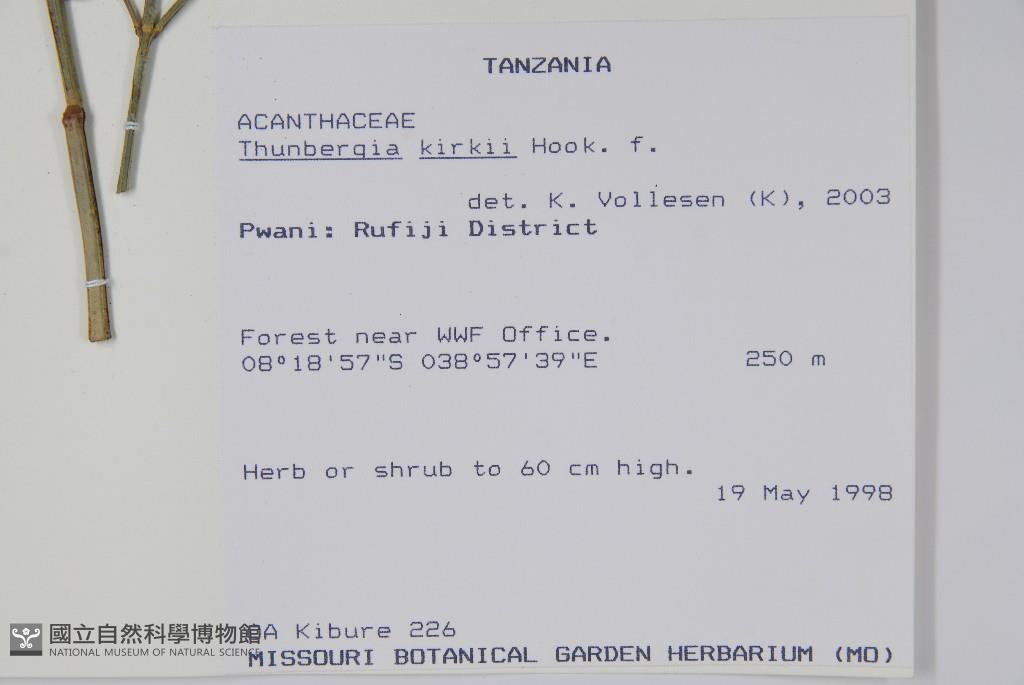 TANZANIA
ACANTHACEAE
Thunbergia kirkii Hook. f.
det. K. Vollesen (K), 2003
Pwani: Rufiji District
Forest near WWF Office.
08°18'57"S 038°57'39"E 250 m
Herb or shrub to 60 cm high.
19 May 1998
Kibure 226
MISSOURI BOTANICAL GARDEN HERBARIUM (MO)
國立自然科學博物館
NATIONAL MUSEUM OF NATURAL SCIENCE